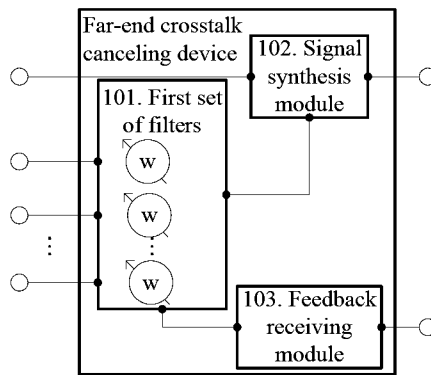 Far-end crosstalk
canceling device
102. Signal
synthesis
module
101. First set
of filters
w
w
w
103. Feedback
receiving
module